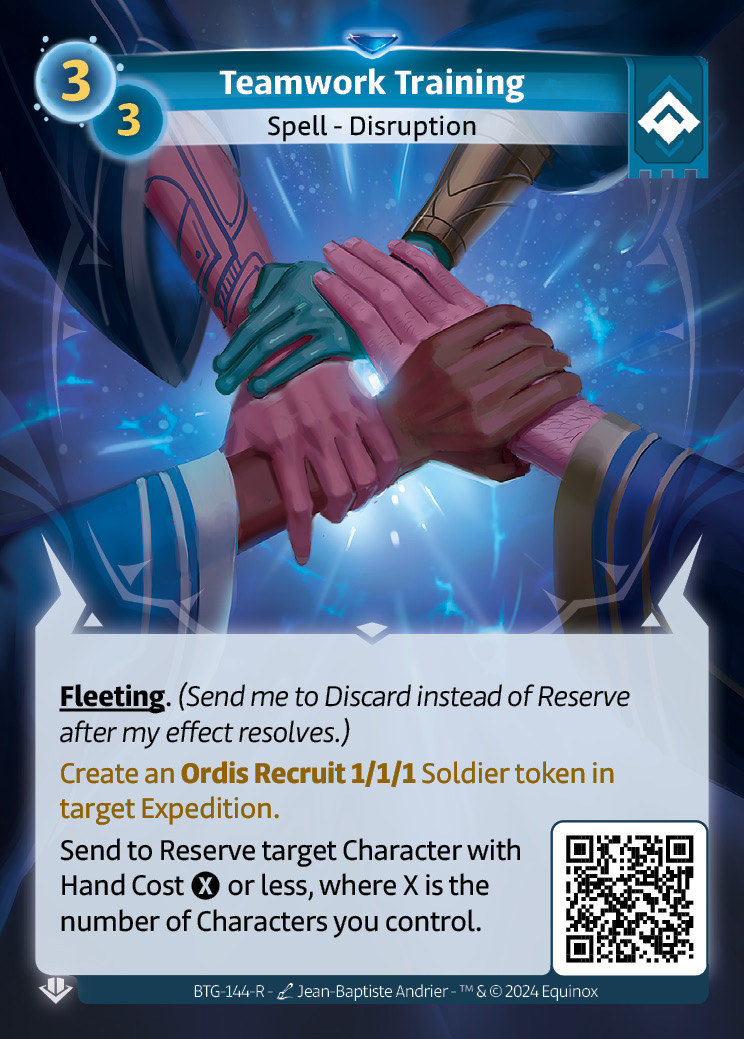 3
Teamwork Training
3
Spell - Disruption
Fleeting. (Send me to Discard instead of Reserve
after my effect resolves.)
Create an Ordis Recruit 1/1/1 Soldier token in
target Expedition.
Send to Reserve target Character with
Hand Cost X or less, where X is the
number of Characters you control.
BTG-144-R - Jean-Baptiste Andrier - ™ & © 2024 Equinox